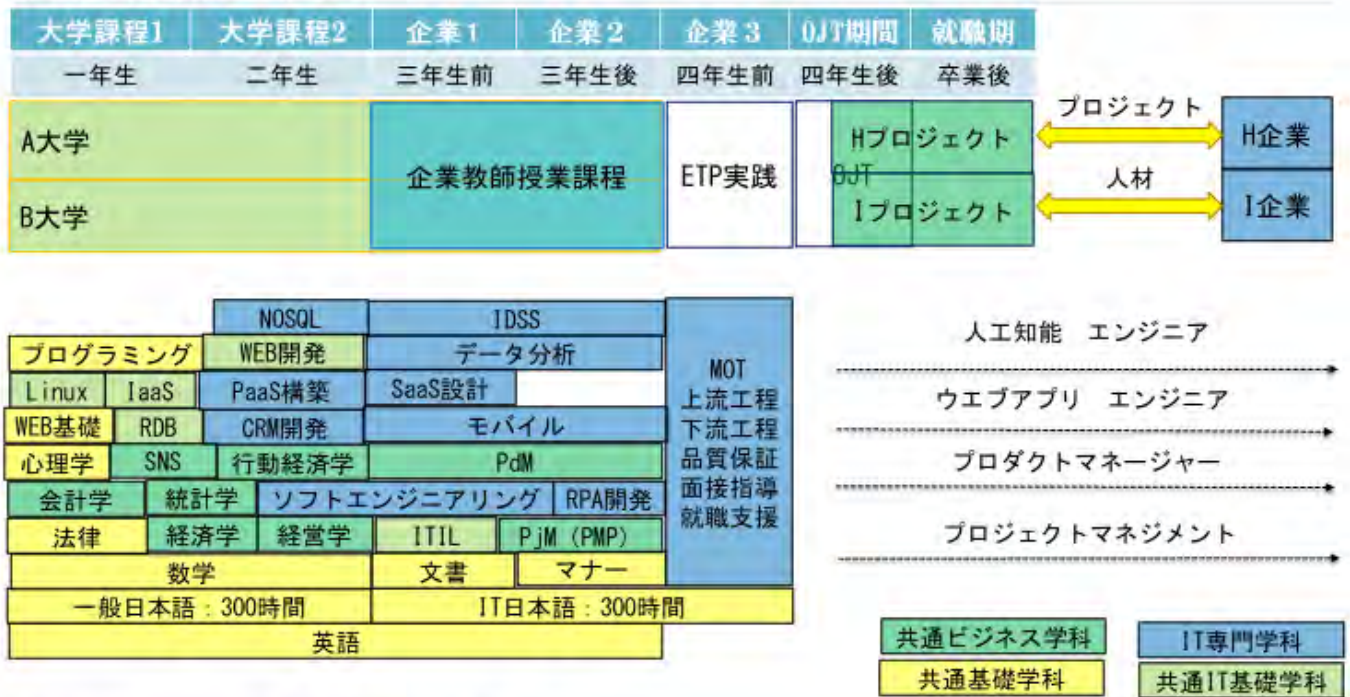 大学課程1 大学課程2 企業1 企業2 企業3 OJT期間 就職期
一年生 二年生 三年生前 三年生後 四年生前 四年生後 卒業後
A大学
B大学
企業教師授業課程
ETP実践
OJT
Hプロジェクト
Iプロジェクト
プロジェクト
人材
H企業
I企業
NOSQL IDSS
プログラミング WEB開発 データ分析
Linux IaaS PaaS構築 SaaS設計
WEB基礎 RDB CRM開発 モバイル
心理学 SNS 行動経済学 PdM
会計学 統計学 ソフトエンジニアリング RPA開発
法律 経済学 経営学 ITIL PjM (PMP)
数学 文書 マナー
一般日本語：300時間 IT日本語：300時間
英語
MOT
上流工程
下流工程
品質保証
面接指導
就職支援
人工知能 エンジニア
ウエブアプリ エンジニア
プロダクトマネージャー
プロジェクトマネジメント
共通ビジネス学科 IT専門学科
共通基礎学科 共通IT基礎学科